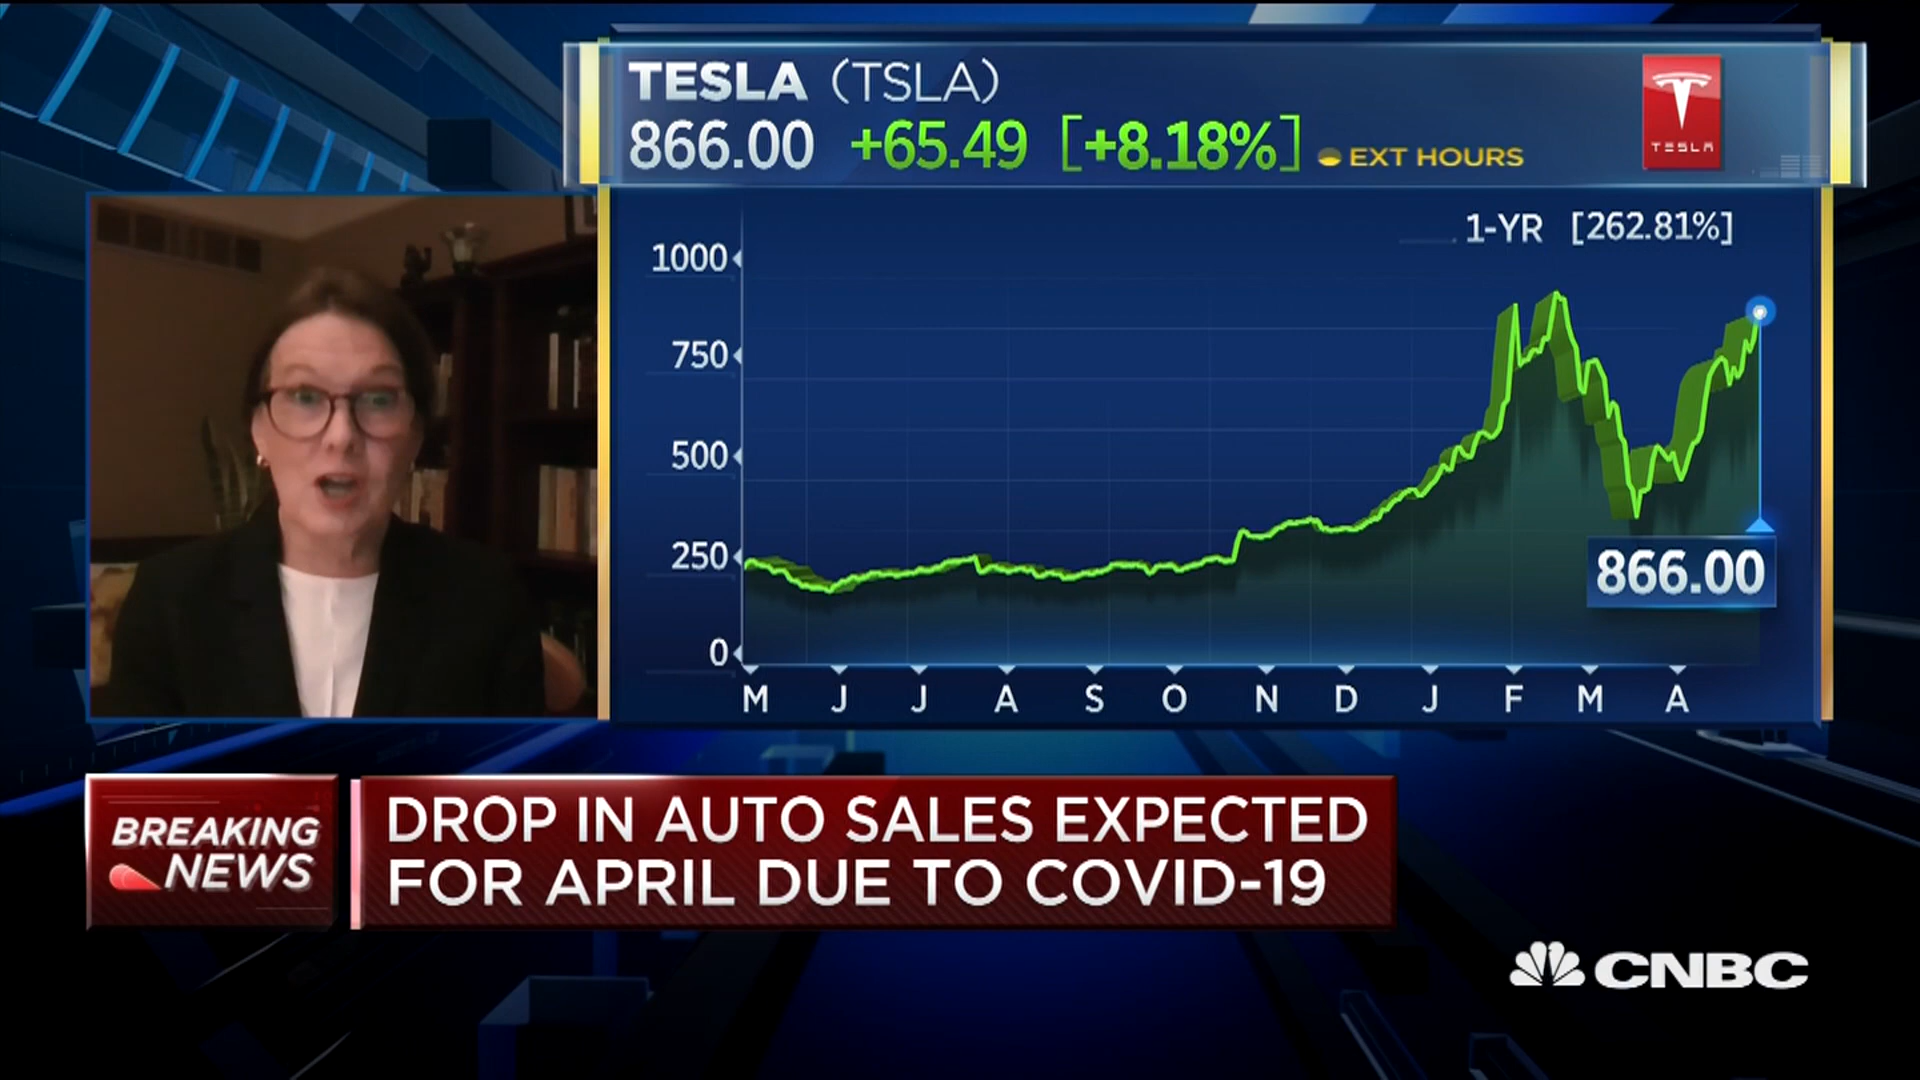 TESLA (TSLA)
866.00 +65.49 [+8.18%] EXT HOURS
TESLA
1-YR [262.81%]
1000
750
500
250
0
866.00
M J J A S O N D J F M A
BREAKING
NEWS
DROP IN AUTO SALES EXPECTED
FOR APRIL DUE TO COVID-19
CNBC